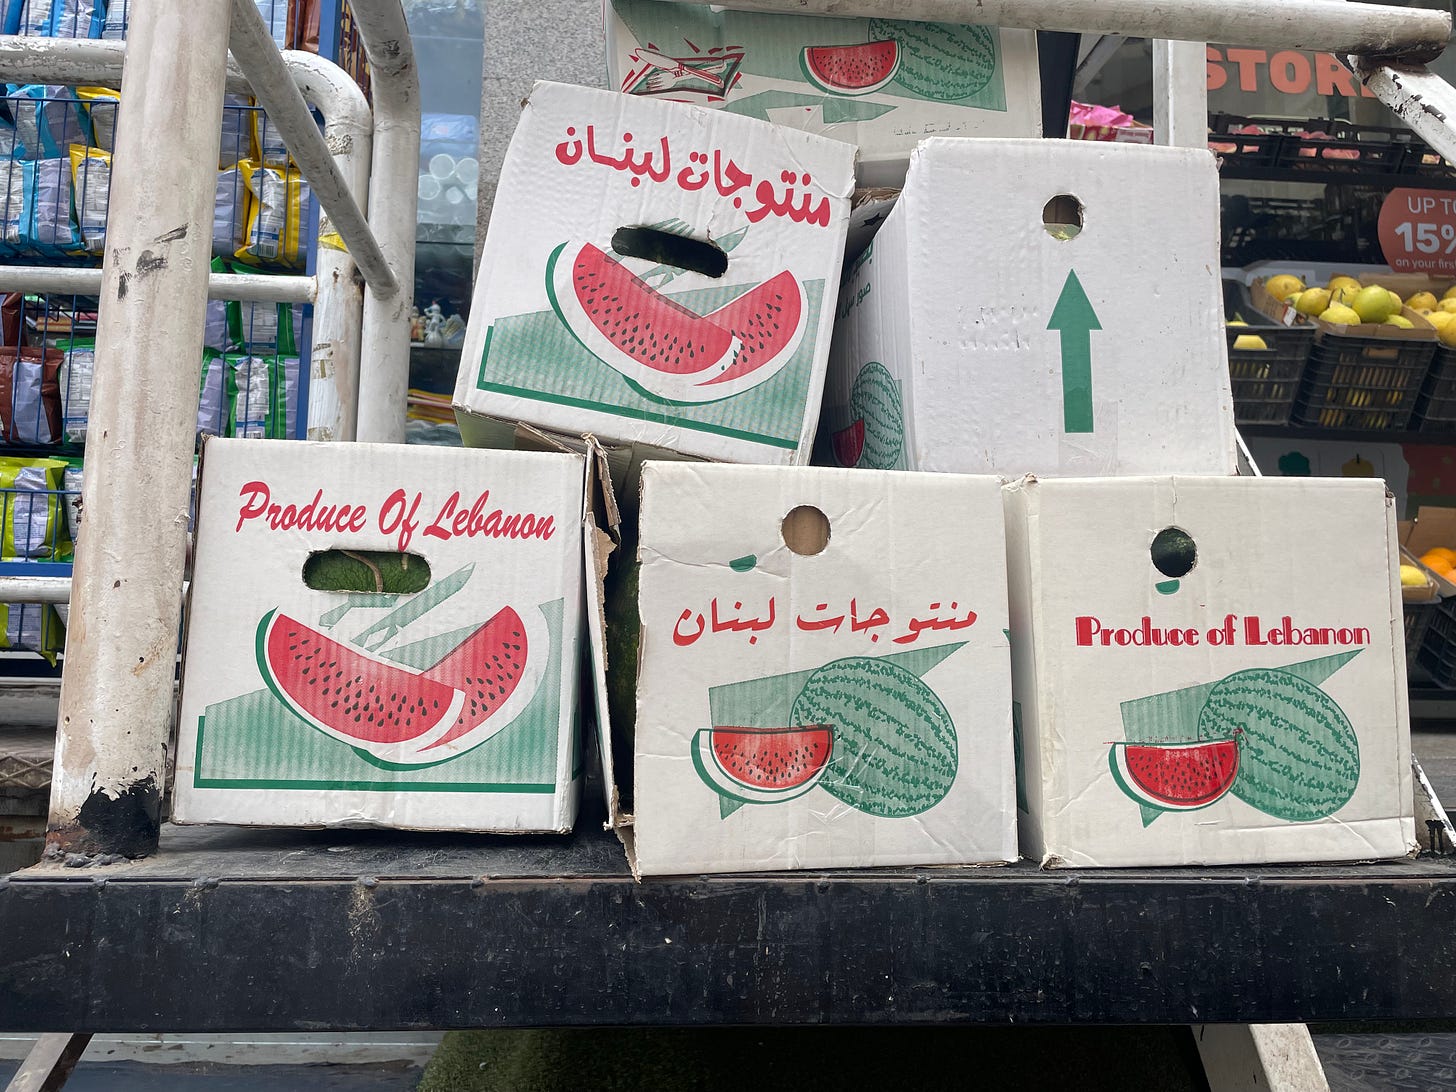 STOR
منتوجات لبنان
UP TO
15%
on your first
Produce Of Lebanon
منتوجات لبنان
Produce of Lebanon